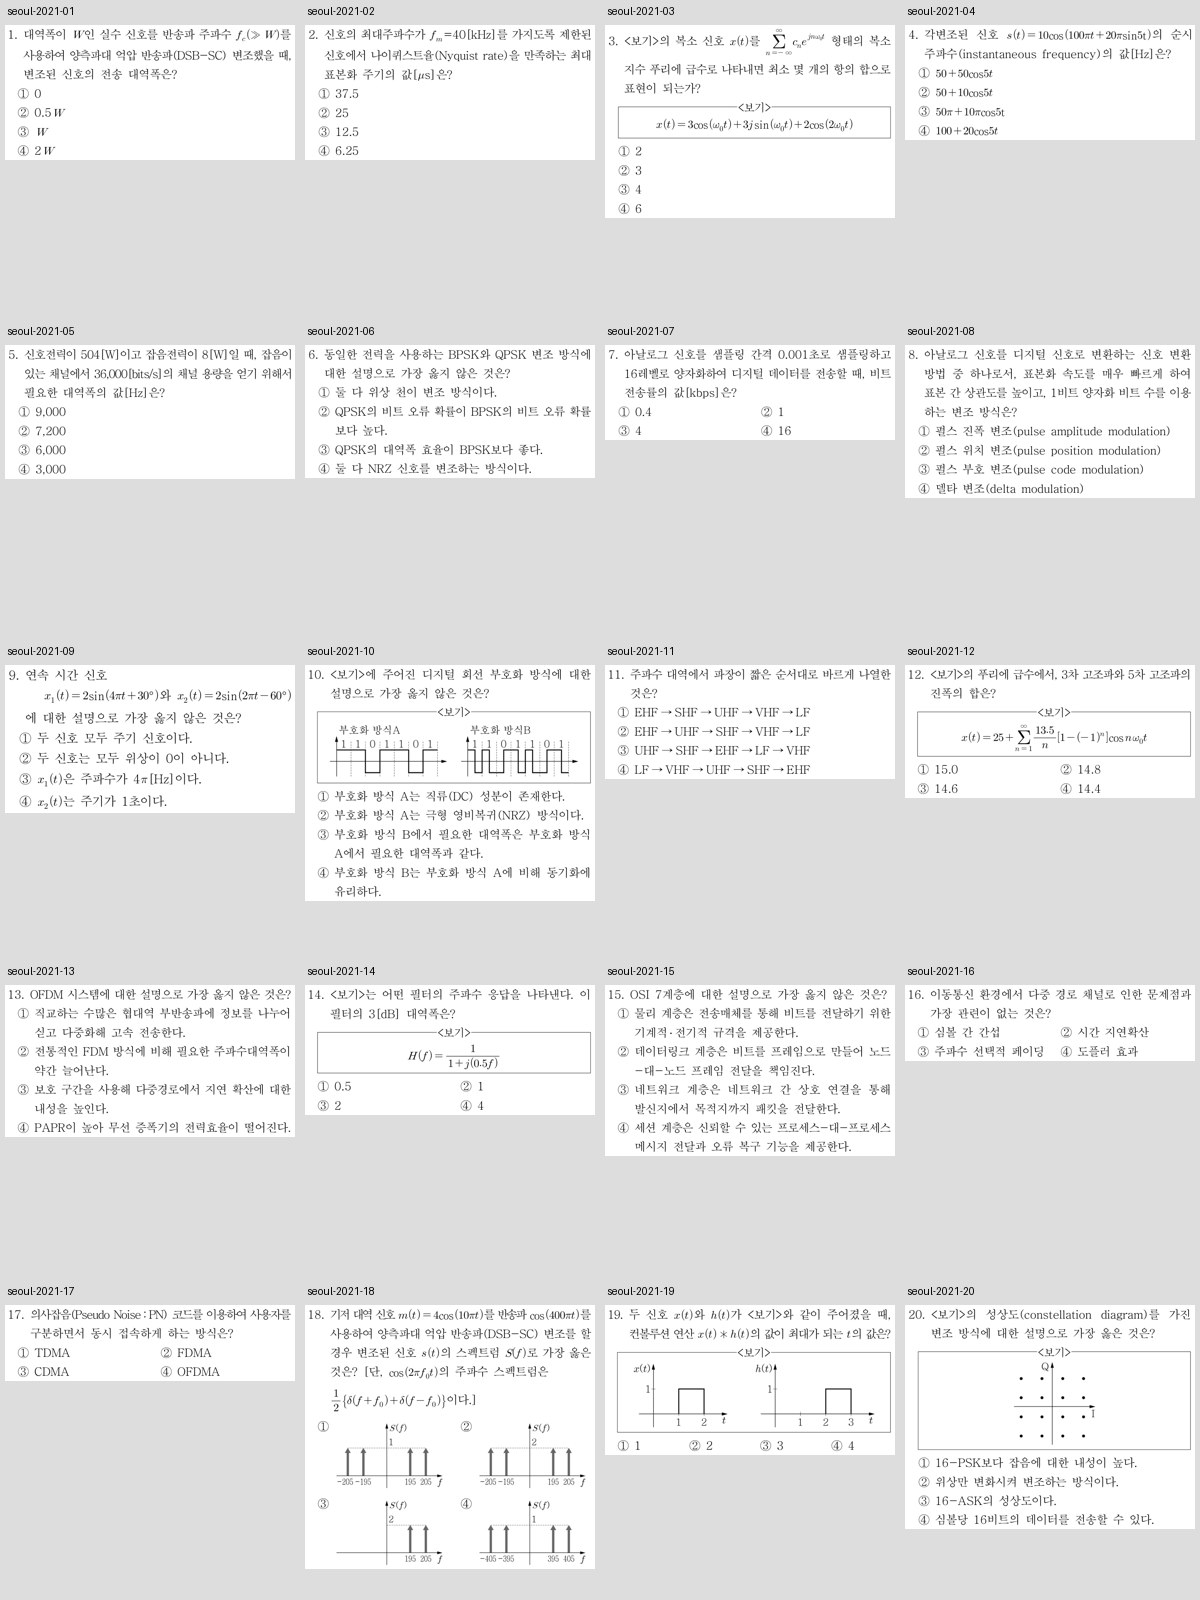 seoul-2021-01
1. 대역폭이 W인 실수 신호를 반송파 주파수 f_c(≫ W)를
사용하여 양측파대 억압 반송파(DSB-SC) 변조했을 때,
변조된 신호의 전송 대역폭은?
① 0
② 0.5W
③ W
④ 2W
seoul-2021-02
2. 신호의 최대주파수가 f_m=40[kHz]를 가지도록 제한된
신호에서 나이퀴스트율(Nyquist rate)을 만족하는 최대
표본화 주기의 값[μs]은?
① 37.5
② 25
③ 12.5
④ 6.25
seoul-2021-03
3. <보기>의 복소 신호 x(t)를 ∑_{n=-∞}^{∞} c_n e^{jnω_0t} 형태의 복소
지수 푸리에 급수로 나타내면 최소 몇 개의 항의 합으로
표현이 되는가?
<보기>
x(t)=3cos(ω_0t)+3j sin(ω_0t)+2cos(2ω_0t)
① 2
② 3
③ 4
④ 6
seoul-2021-04
4. 각변조된 신호 s(t)=10cos(100πt+20πsin5t)의 순시
주파수(instantaneous frequency)의 값[Hz]은?
① 50+50cos5t
② 50+10cos5t
③ 50π+10πcos5t
④ 100+20cos5t
seoul-2021-05
5. 신호전력이 504[W]이고 잡음전력이 8[W]일 때, 잡음이
있는 채널에서 36,000[bits/s]의 채널 용량을 얻기 위해서
필요한 대역폭의 값[Hz]은?
① 9,000
② 7,200
③ 6,000
④ 3,000
seoul-2021-06
6. 동일한 전력을 사용하는 BPSK와 QPSK 변조 방식에
대한 설명으로 가장 옳지 않은 것은?
① 둘 다 위상 천이 변조 방식이다.
② QPSK의 비트 오류 확률이 BPSK의 비트 오류 확률
보다 높다.
③ QPSK의 대역폭 효율이 BPSK보다 좋다.
④ 둘 다 NRZ 신호를 변조하는 방식이다.
seoul-2021-07
7. 아날로그 신호를 샘플링 간격 0.001초로 샘플링하고
16레벨로 양자화하여 디지털 데이터를 전송할 때, 비트
전송률의 값[kbps]은?
① 0.4 ② 1
③ 4 ④ 16
seoul-2021-08
8. 아날로그 신호를 디지털 신호로 변환하는 신호 변환
방법 중 하나로서, 표본화 속도를 매우 빠르게 하여
표본 간 상관도를 높이고, 1비트 양자화 비트 수를 이용
하는 변조 방식은?
① 펄스 진폭 변조(pulse amplitude modulation)
② 펄스 위치 변조(pulse position modulation)
③ 펄스 부호 변조(pulse code modulation)
④ 델타 변조(delta modulation)
seoul-2021-09
9. 연속 시간 신호
x_1(t)=2sin(4πt+30°)와 x_2(t)=2sin(2πt-60°)
에 대한 설명으로 가장 옳지 않은 것은?
① 두 신호 모두 주기 신호이다.
② 두 신호는 모두 위상이 0이 아니다.
③ x_1(t)은 주파수가 4π[Hz]이다.
④ x_2(t)는 주기가 1초이다.
seoul-2021-10
10. <보기>에 주어진 디지털 회선 부호화 방식에 대한
설명으로 가장 옳지 않은 것은?
<보기>
부호화 방식A 부호화 방식B
1 1 0 1 1 0 1 1 1 0 1 1 0 1
① 부호화 방식 A는 직류(DC) 성분이 존재한다.
② 부호화 방식 A는 극형 영비복귀(NRZ) 방식이다.
③ 부호화 방식 B에서 필요한 대역폭은 부호화 방식
A에서 필요한 대역폭과 같다.
④ 부호화 방식 B는 부호화 방식 A에 비해 동기화에
유리하다.
seoul-2021-11
11. 주파수 대역에서 파장이 짧은 순서대로 바르게 나열한
것은?
① EHF→SHF→UHF→VHF→LF
② EHF→UHF→SHF→VHF→LF
③ UHF→SHF→EHF→LF→VHF
④ LF→VHF→UHF→SHF→EHF
seoul-2021-12
12. <보기>의 푸리에 급수에서, 3차 고조파와 5차 고조파의
진폭의 합은?
<보기>
x(t)=25+∑_{n=1}^{∞} 13.5/n [1-(-1)^n]cos nω_0t
① 15.0 ② 14.8
③ 14.6 ④ 14.4
seoul-2021-13
13. OFDM 시스템에 대한 설명으로 가장 옳지 않은 것은?
① 직교하는 수많은 협대역 부반송파에 정보를 나누어
싣고 다중화해 고속 전송한다.
② 전통적인 FDM 방식에 비해 필요한 주파수대역폭이
약간 늘어난다.
③ 보호 구간을 사용해 다중경로에서 지연 확산에 대한
내성을 높인다.
④ PAPR이 높아 무선 증폭기의 전력효율이 떨어진다.
seoul-2021-14
14. <보기>는 어떤 필터의 주파수 응답을 나타낸다. 이
필터의 3[dB] 대역폭은?
<보기>
H(f)=1/(1+j(0.5f))
① 0.5 ② 1
③ 2 ④ 4
seoul-2021-15
15. OSI 7계층에 대한 설명으로 가장 옳지 않은 것은?
① 물리 계층은 전송매체를 통해 비트를 전달하기 위한
기계적·전기적 규격을 제공한다.
② 데이터링크 계층은 비트를 프레임으로 만들어 노드
-대-노드 프레임 전달을 책임진다.
③ 네트워크 계층은 네트워크 간 상호 연결을 통해
발신지에서 목적지까지 패킷을 전달한다.
④ 세션 계층은 신뢰할 수 있는 프로세스-대-프로세스
메시지 전달과 오류 복구 기능을 제공한다.
seoul-2021-16
16. 이동통신 환경에서 다중 경로 채널로 인한 문제점과
가장 관련이 없는 것은?
① 심볼 간 간섭 ② 시간 지연확산
③ 주파수 선택적 페이딩 ④ 도플러 효과
seoul-2021-17
17. 의사잡음(Pseudo Noise : PN) 코드를 이용하여 사용자를
구분하면서 동시 접속하게 하는 방식은?
① TDMA ② FDMA
③ CDMA ④ OFDMA
seoul-2021-18
18. 기저 대역 신호 m(t)=4cos(10πt)를 반송파 cos(400πt)를
사용하여 양측파대 억압 반송파(DSB-SC) 변조를 할
경우 변조된 신호 s(t)의 스펙트럼 S(f)로 가장 옳은
것은? [단, cos(2πf_0t)의 주파수 스펙트럼은
1/2{δ(f+f_0)+δ(f-f_0)}이다.]
① S(f) 1 -205 -195 195 205 f
② S(f) 2 -205 -195 195 205 f
③ S(f) 2 195 205 f
④ S(f) 1 -405 -395 395 405 f
seoul-2021-19
19. 두 신호 x(t)와 h(t)가 <보기>와 같이 주어졌을 때,
컨볼루션 연산 x(t)*h(t)의 값이 최대가 되는 t의 값은?
<보기>
x(t) 1 1 2 t
h(t) 1 1 2 3 t
① 1 ② 2 ③ 3 ④ 4
seoul-2021-20
20. <보기>의 성상도(constellation diagram)를 가진
변조 방식에 대한 설명으로 가장 옳은 것은?
<보기>
Q
I
① 16-PSK보다 잡음에 대한 내성이 높다.
② 위상만 변화시켜 변조하는 방식이다.
③ 16-ASK의 성상도이다.
④ 심볼당 16비트의 데이터를 전송할 수 있다.